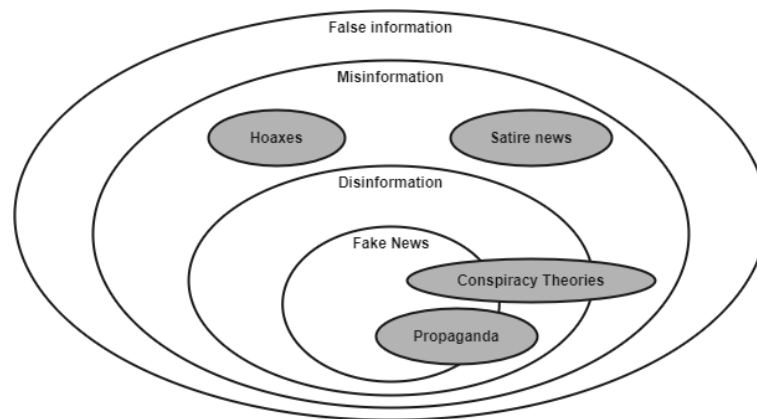 False information
Misinformation
Hoaxes
Satire news
Disinformation
Fake News
Conspiracy Theories
Propaganda